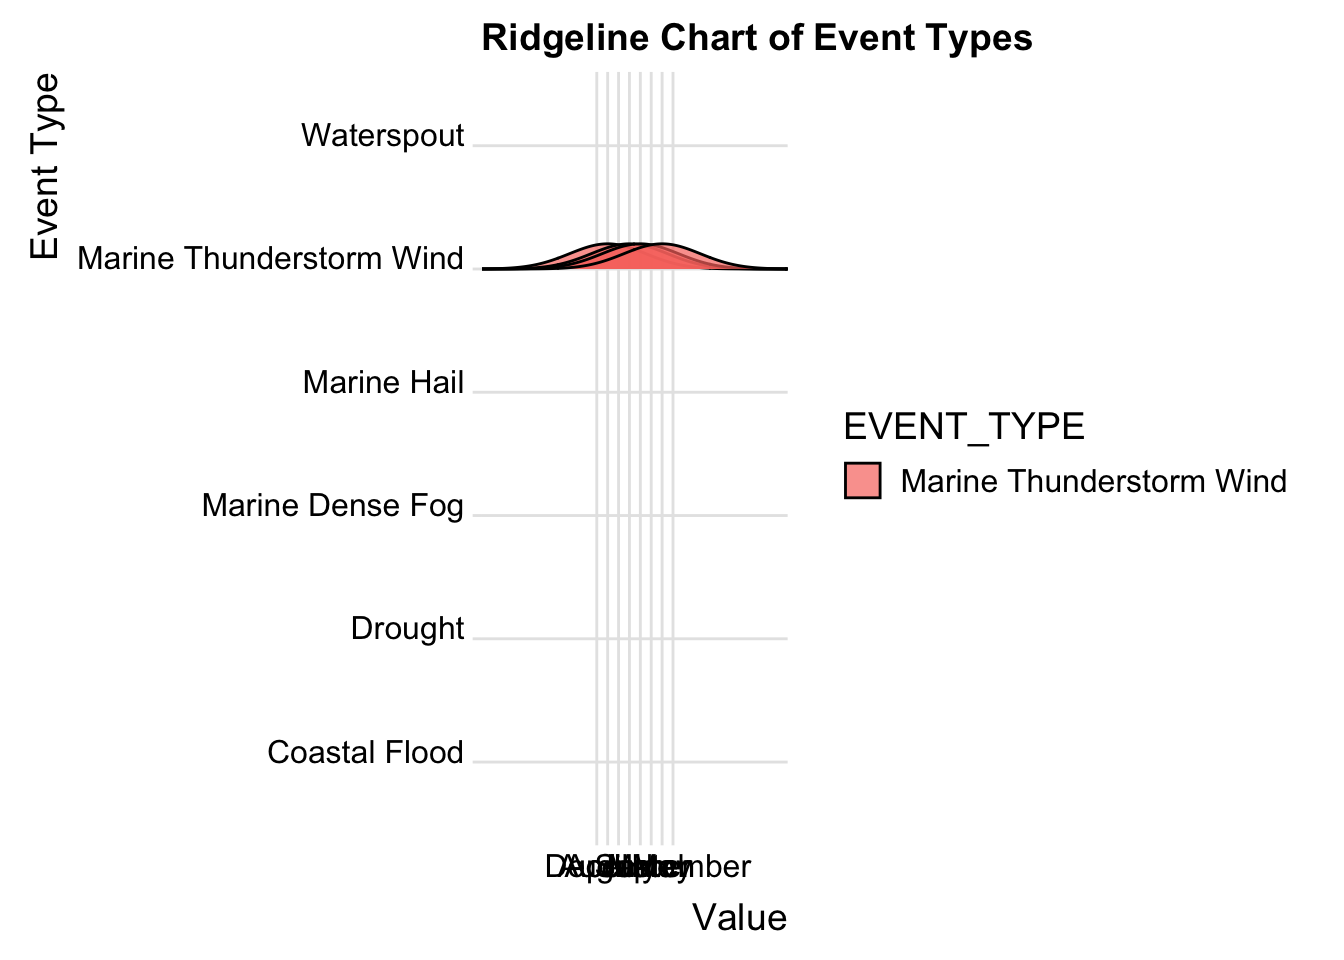 Ridgeline Chart of Event Types
Event Type
Waterspout
Marine Thunderstorm Wind
Marine Hail
Marine Dense Fog
Drought
Coastal Flood
EVENT_TYPE
Marine Thunderstorm Wind
Value